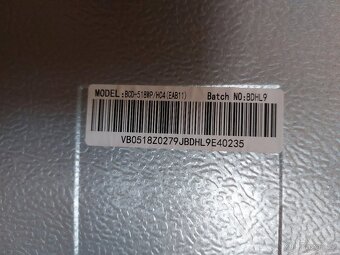 MODEL:BCD-518WP/HC4(EAB11) Batch NO:BDHL9
VB0518Z0279JBDHL9E40235